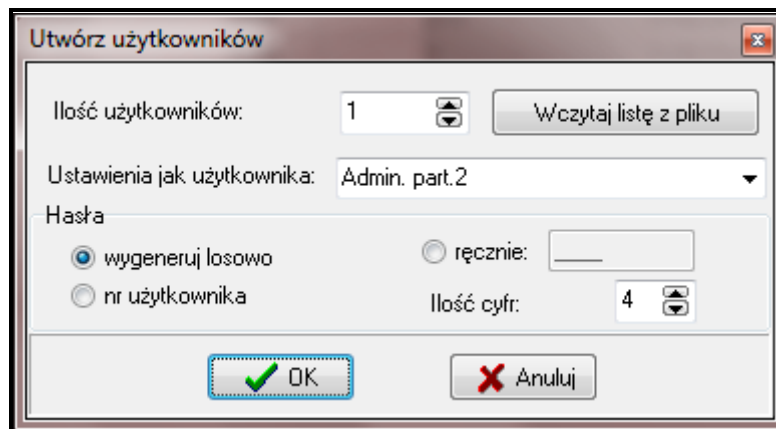 Utwórz użytkowników
Ilość użytkowników: 1 Wczytaj listę z pliku
Ustawienia jak użytkownika: Admin. part.2
Hasła
wygeneruj losowo ręcznie: ____
nr użytkownika Ilość cyfr: 4
OK Anuluj